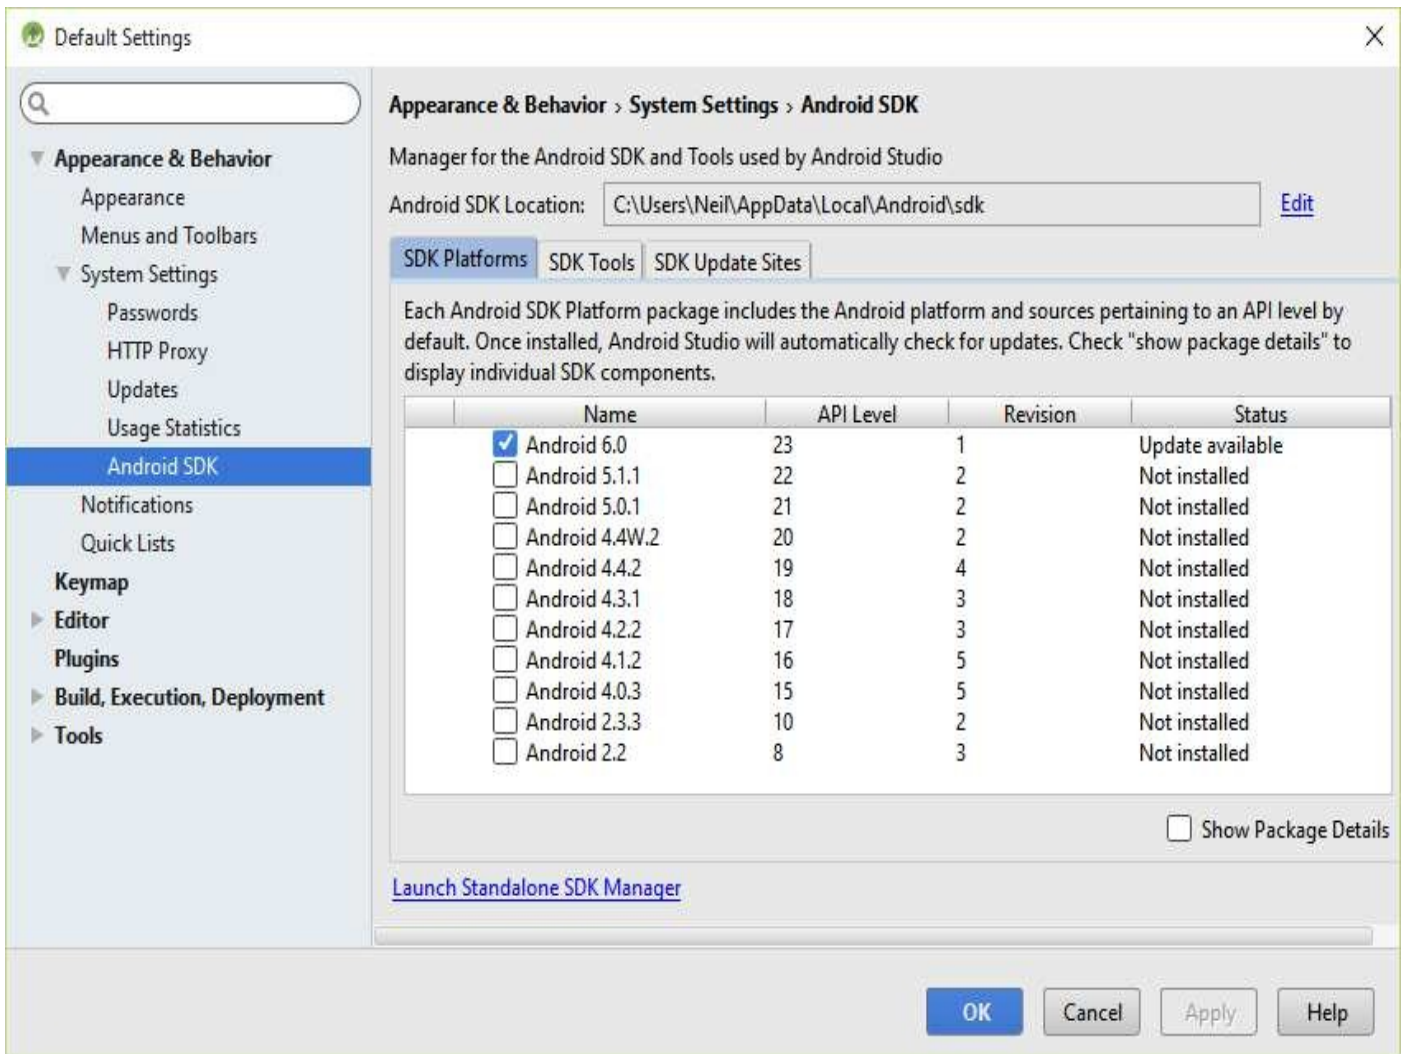 Default Settings
Appearance & Behavior
Appearance
Menus and Toolbars
System Settings
Passwords
HTTP Proxy
Updates
Usage Statistics
Android SDK
Notifications
Quick Lists
Keymap
Editor
Plugins
Build, Execution, Deployment
Tools
Appearance & Behavior › System Settings › Android SDK
Manager for the Android SDK and Tools used by Android Studio
Android SDK Location: C:\Users\Neil\AppData\Local\Android\sdk Edit
SDK Platforms SDK Tools SDK Update Sites
Each Android SDK Platform package includes the Android platform and sources pertaining to an API level by
default. Once installed, Android Studio will automatically check for updates. Check "show package details" to
display individual SDK components.
Name API Level Revision Status
Android 6.0 23 1 Update available
Android 5.1.1 22 2 Not installed
Android 5.0.1 21 2 Not installed
Android 4.4W.2 20 2 Not installed
Android 4.4.2 19 4 Not installed
Android 4.3.1 18 3 Not installed
Android 4.2.2 17 3 Not installed
Android 4.1.2 16 5 Not installed
Android 4.0.3 15 5 Not installed
Android 2.3.3 10 2 Not installed
Android 2.2 8 3 Not installed
Show Package Details
Launch Standalone SDK Manager
OK Cancel Apply Help